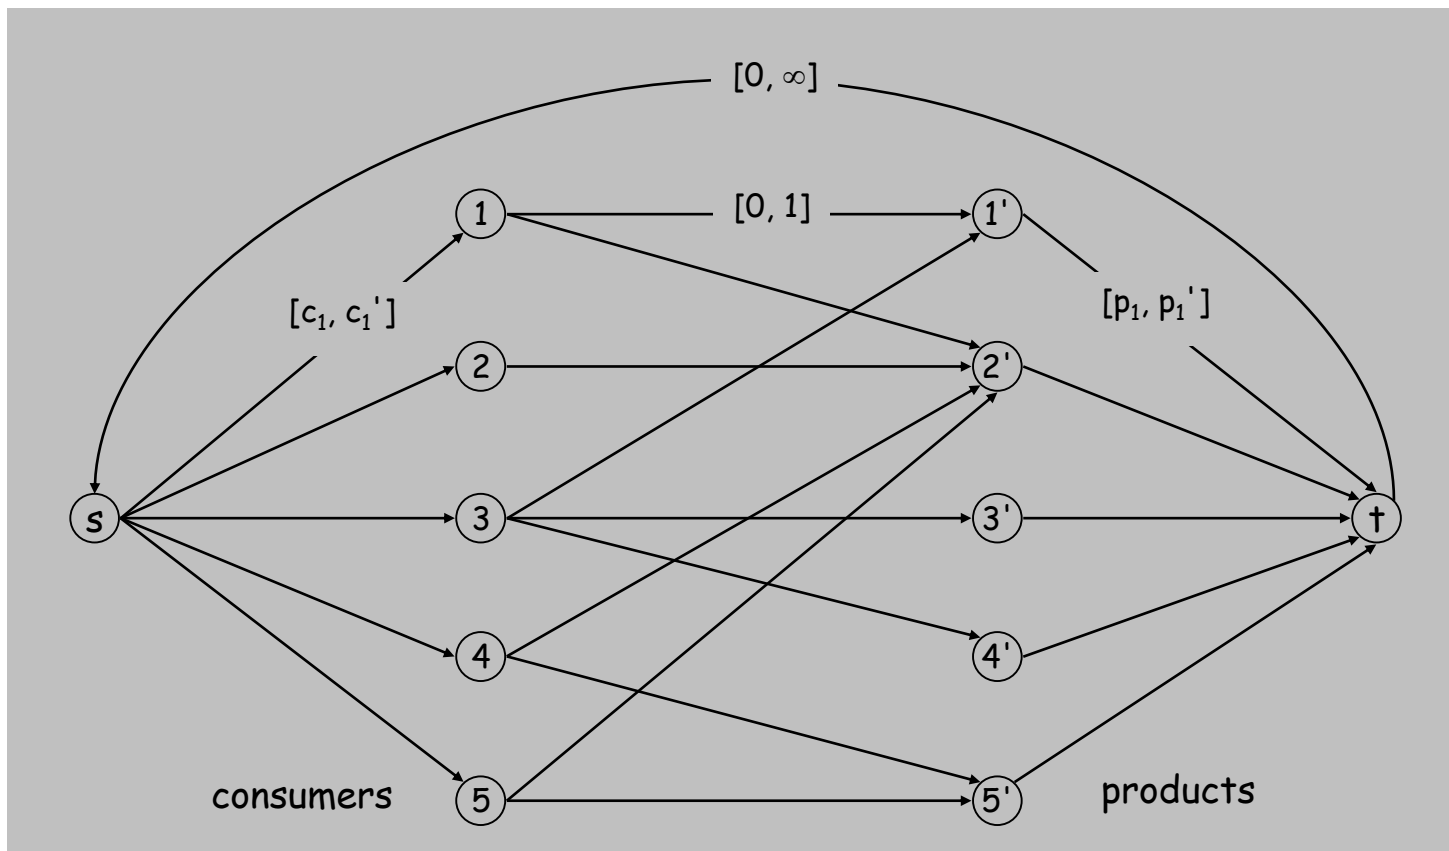 [0, ∞]
1
[0, 1]
1'
[c₁, c₁']
[p₁, p₁']
2
2'
s
3
3'
t
4
4'
consumers
5
5'
products